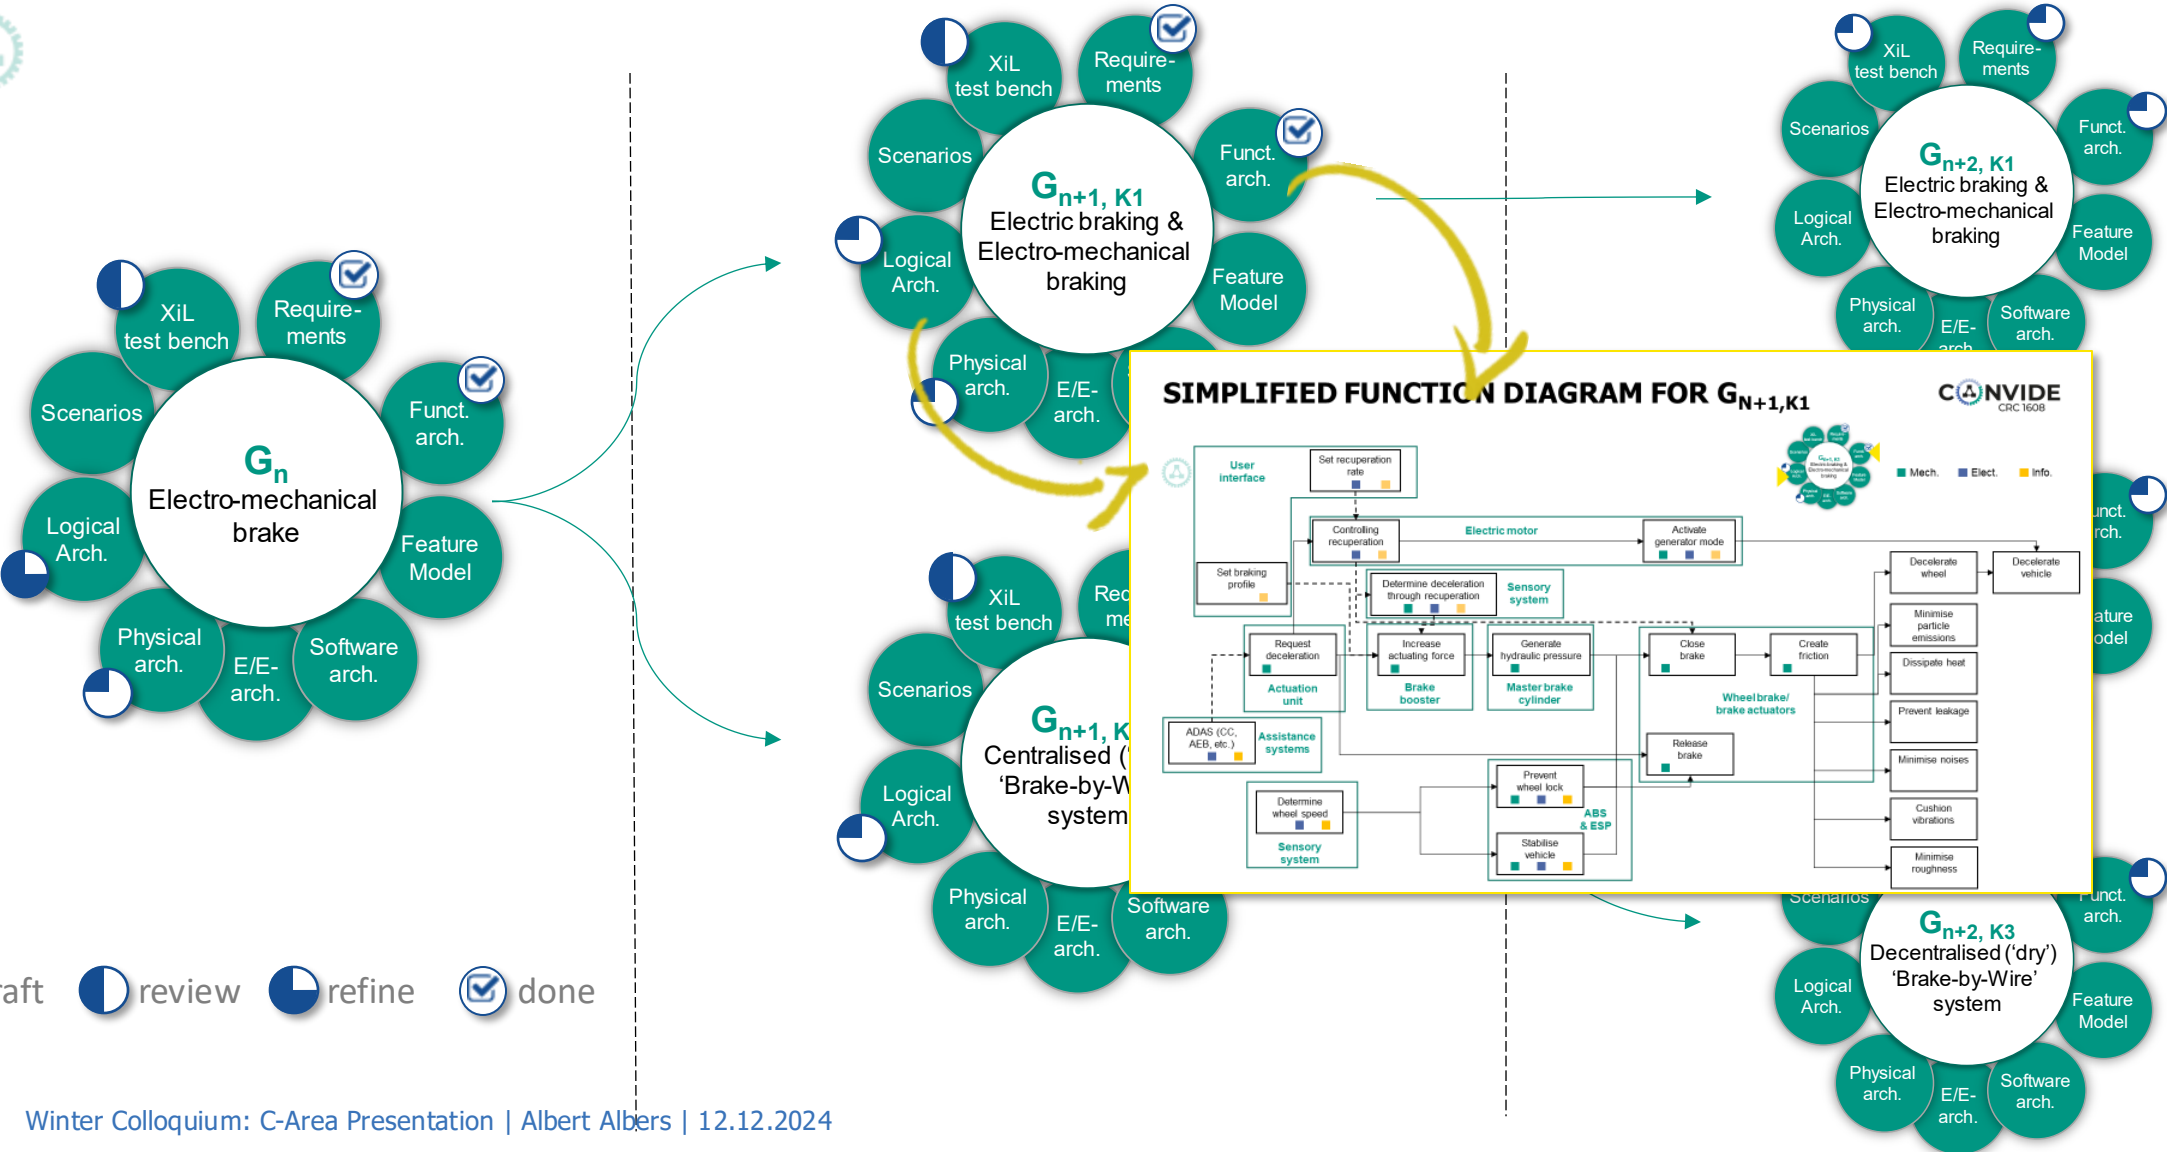 XiL
test bench
Require-
ments
Scenarios
Funct.
arch.
Gn
Electro-mechanical
brake
Logical
Arch.
Feature
Model
Physical
arch.
E/E-
arch.
Software
arch.
XiL
test bench
Require-
ments
Scenarios
Funct.
arch.
Gn+1, K1
Electric braking &
Electro-mechanical
braking
Logical
Arch.
Feature
Model
Physical
arch.
E/E-
arch.
XiL
test bench
Scenarios
Gn+1, K
Centralised (
'Brake-by-W
system
Logical
Arch.
Physical
arch.
E/E-
arch.
Software
arch.
XiL
test bench
Require-
ments
Scenarios
Funct.
arch.
Gn+2, K1
Electric braking &
Electro-mechanical
braking
Logical
Arch.
Feature
Model
Physical
arch.
E/E-
arch.
Software
arch.
SIMPLIFIED FUNCTION DIAGRAM FOR GN+1,K1
CONVIDE
CRC 1608
Mech.
Elect.
Info.
User
interface
Set recuperation
rate
Controlling
recuperation
Electric motor
Activate
generator mode
Set braking
profile
Determine deceleration
through recuperation
Sensory
system
Decelerate
wheel
Decelerate
vehicle
Minimise
particle
emissions
Request
deceleration
Increase
actuating force
Generate
hydraulic pressure
Close
brake
Create
friction
Dissipate heat
Actuation
unit
Brake
booster
Master brake
cylinder
Wheel brake/
brake actuators
Prevent leakage
ADAS (CC,
AEB, etc.)
Assistance
systems
Release
brake
Minimise noises
Prevent
wheel lock
Determine
wheel speed
ABS
& ESP
Cushion
vibrations
Sensory
system
Stabilise
vehicle
Minimise
roughness
Scenarios
Funct.
arch.
Gn+2, K3
Decentralised ('dry')
'Brake-by-Wire'
system
Logical
Arch.
Feature
Model
Physical
arch.
E/E-
arch.
Software
arch.
review
refine
done
Winter Colloquium: C-Area Presentation | Albert Albers | 12.12.2024